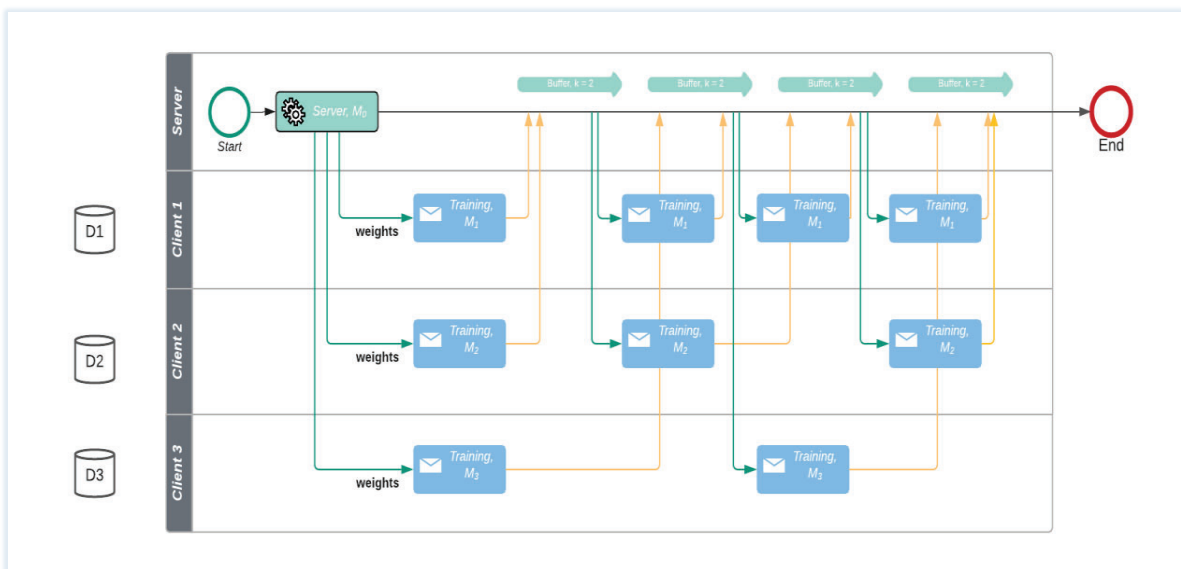 Buffer, k = 2
Buffer, k = 2
Buffer, k = 2
Buffer, k = 2
Server
Server, M0
Start
End
Client 1
D1
Training,
M1
weights
Training,
M1
Training,
M1
Training,
M1
Client 2
D2
Training,
M2
weights
Training,
M2
Training,
M2
Client 3
D3
Training,
M3
weights
Training,
M3